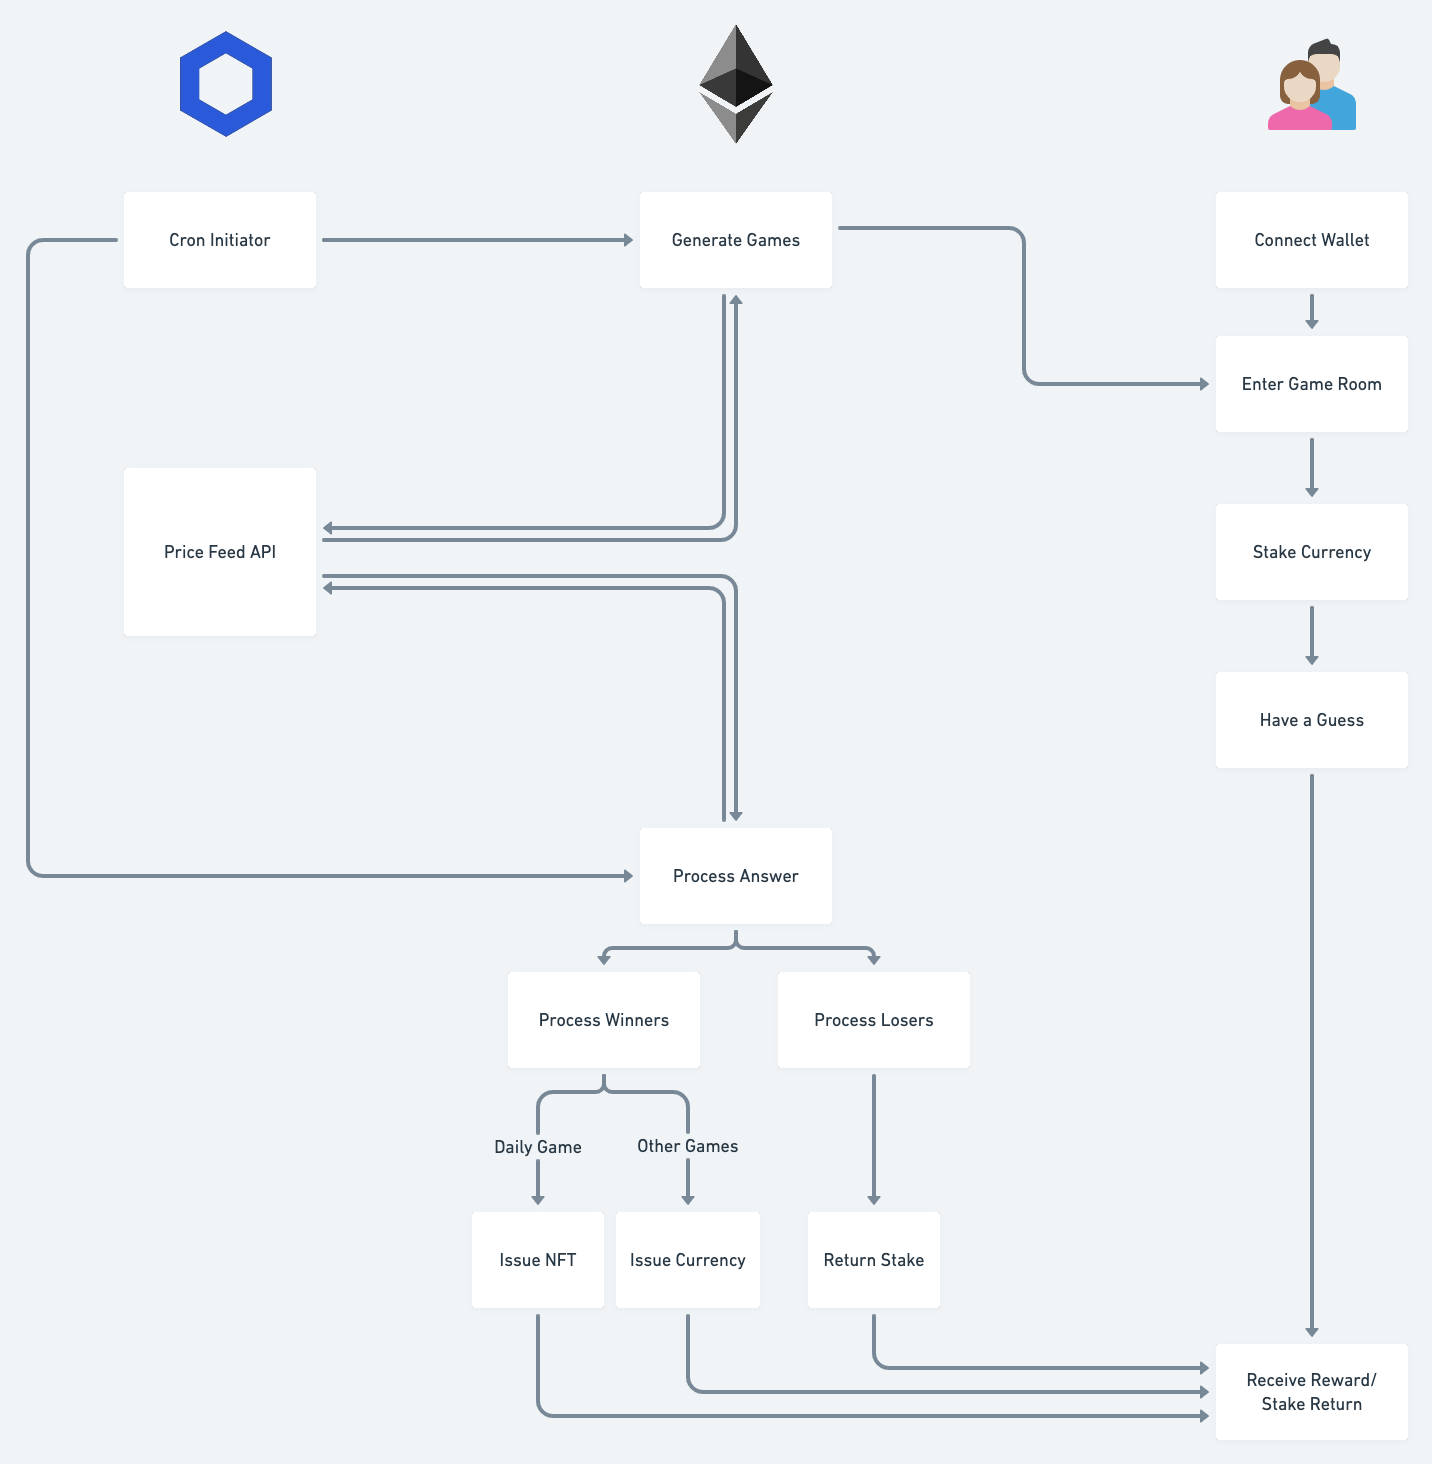 Cron Initiator
Generate Games
Connect Wallet
Enter Game Room
Price Feed API
Stake Currency
Have a Guess
Process Answer
Process Winners
Process Losers
Daily Game
Other Games
Issue NFT
Issue Currency
Return Stake
Receive Reward/
Stake Return